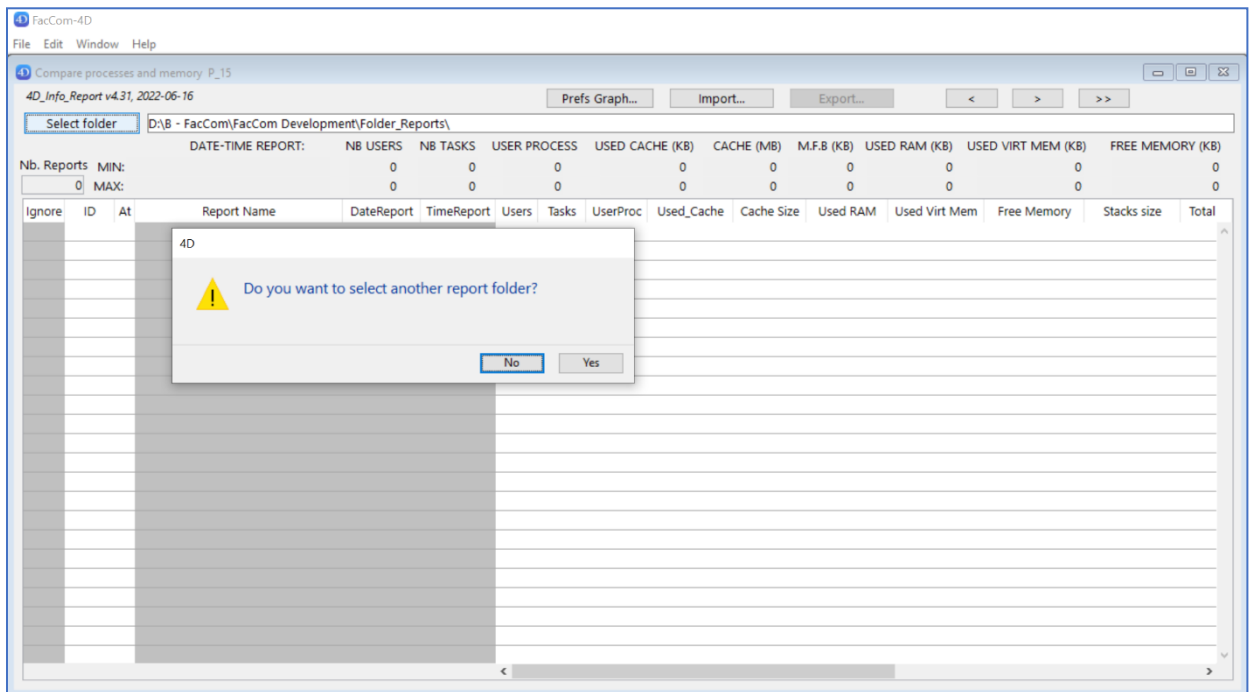 FacCom-4D
File Edit Window Help
Compare processes and memory P_15
4D_Info_Report v4.31, 2022-06-16 Prefs Graph... Import... Export... < > >>
Select folder D:\B - FacCom\FacCom Development\Folder_Reports\
DATE-TIME REPORT: NB USERS NB TASKS USER PROCESS USED CACHE (KB) CACHE (MB) M.F.B (KB) USED RAM (KB) USED VIRT MEM (KB) FREE MEMORY (KB)
Nb. Reports MIN: 0 0 0 0 0 0 0 0 0
0 MAX: 0 0 0 0 0 0 0 0 0
Ignore ID At Report Name DateReport TimeReport Users Tasks UserProc Used_Cache Cache Size Used RAM Used Virt Mem Free Memory Stacks size Total
4D
Do you want to select another report folder?
No Yes